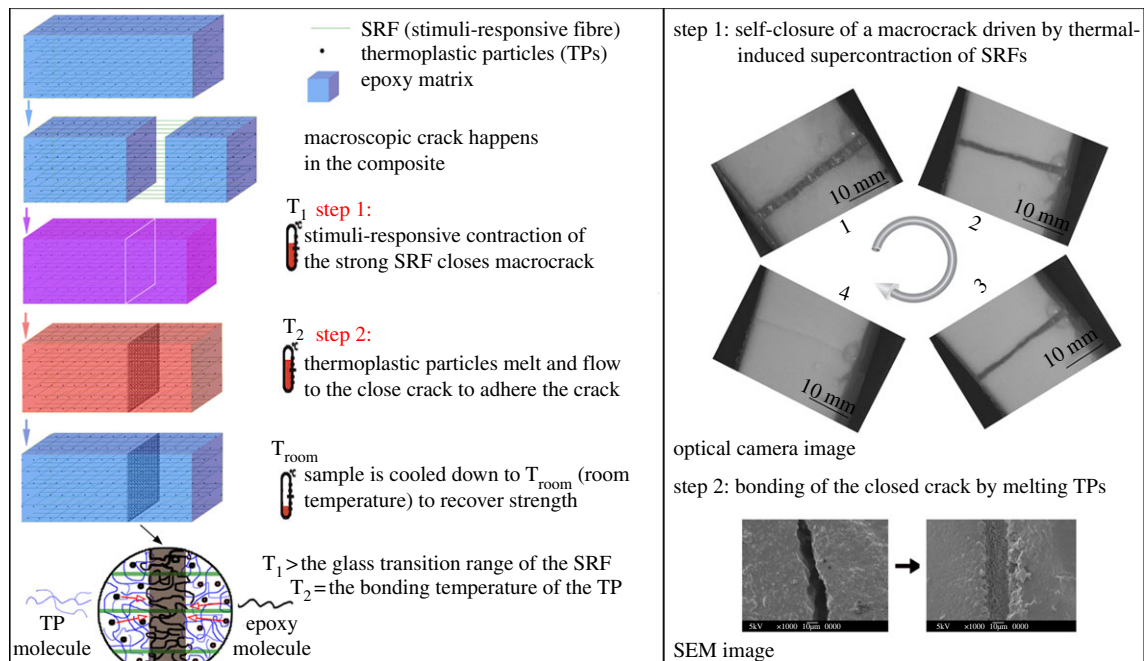 SRF (stimuli-responsive fibre)
thermoplastic particles (TPs)
epoxy matrix
macroscopic crack happens
in the composite
T1 step 1:
°C
stimuli-responsive contraction of
the strong SRF closes macrocrack
T2 step 2:
°C
thermoplastic particles melt and flow
to the close crack to adhere the crack
Troom
°C
sample is cooled down to Troom (room
temperature) to recover strength
T1 > the glass transition range of the SRF
T2 = the bonding temperature of the TP
TP
molecule
epoxy
molecule
step 1: self-closure of a macrocrack driven by thermal-
induced supercontraction of SRFs
10 mm
10 mm
1
2
4
3
10 mm
10 mm
optical camera image
step 2: bonding of the closed crack by melting TPs
5kV ×1000 10µm 0000
5kV ×1000 10µm 0000
SEM image